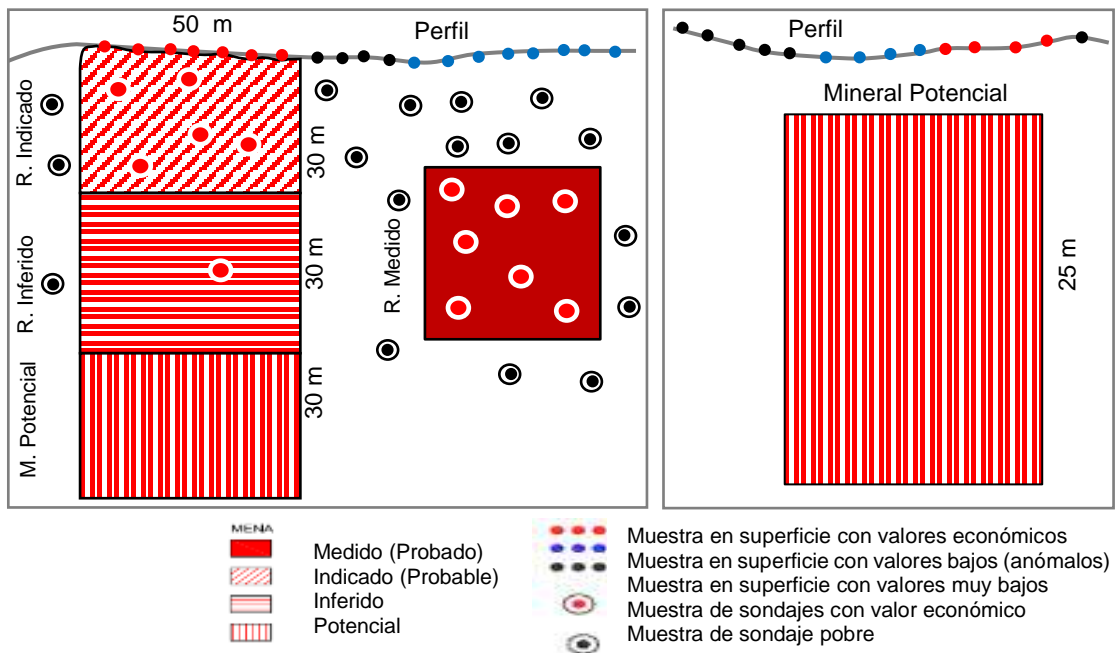 50 m
Perfil
R. Indicado
30 m
R. Inferido
30 m
M. Potencial
30 m
R. Medido
Perfil
Mineral Potencial
25 m
MENA
Medido (Probado)
Indicado (Probable)
Inferido
Potencial
Muestra en superficie con valores económicos
Muestra en superficie con valores bajos (anómalos)
Muestra en superficie con valores muy bajos
Muestra de sondajes con valor económico
Muestra de sondaje pobre